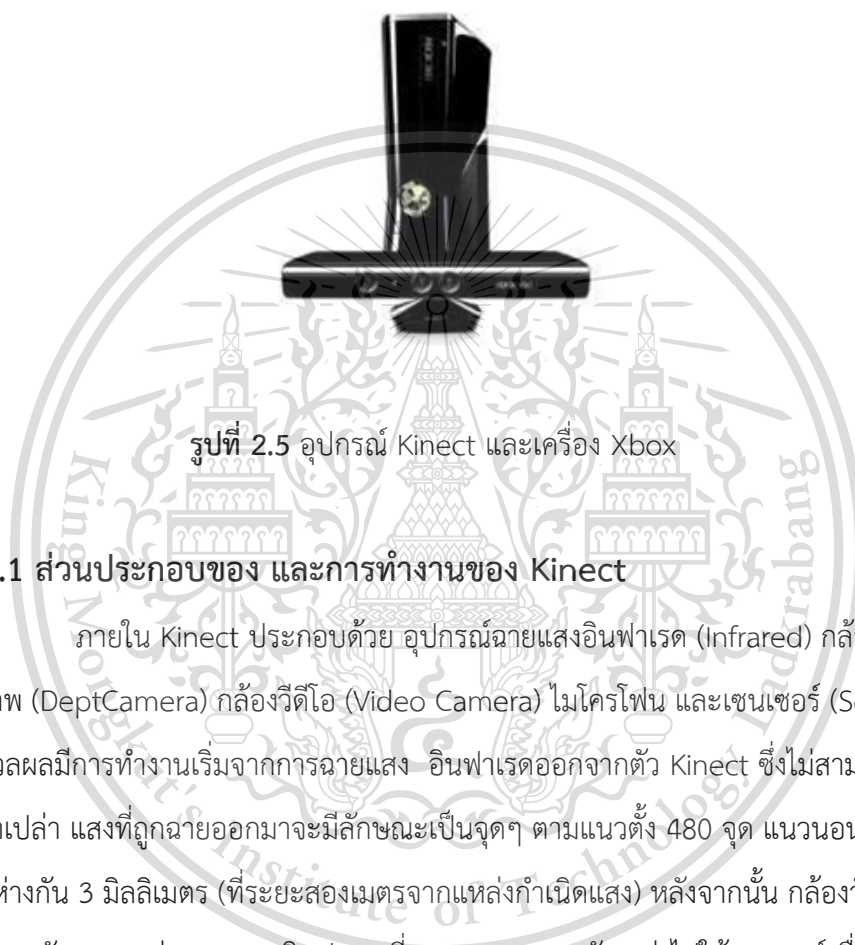 รูปที่ 2.5 อุปกรณ์ Kinect และเครื่อง Xbox
.1 ส่วนประกอบของ และการทำงานของ Kinect
ภายใน Kinect ประกอบด้วย อุปกรณ์ฉายแสงอินฟาเรด (Infrared) กล้
าพ (DeptCamera) กล้องวีดีโอ (Video Camera) ไมโครโฟน และเซนเซอร์ (Se
วลผลมีการทำงานเริ่มจากการฉายแสง อินฟาเรดออกจากตัว Kinect ซึ่งไม่สาม
าเปล่า แสงที่ถูกฉายออกมาจะมีลักษณะเป็นจุดๆ ตามแนวตั้ง 480 จุด แนวนอน
ห่างกัน 3 มิลลิเมตร (ที่ระยะสองเมตรจากแหล่งกำเนิดแสง) หลังจากนั้น กล้อง
King Mongkut's Institute of Technology Ladkrabang